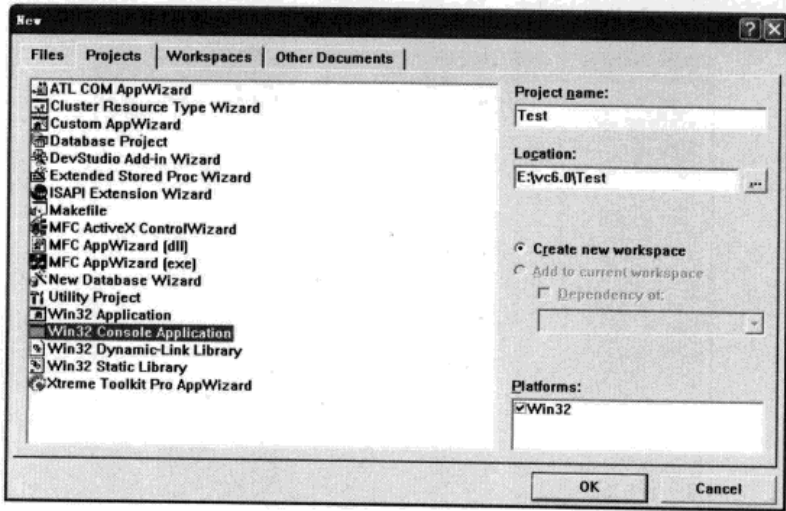 New
Files Projects Workspaces Other Documents
ATL COM AppWizard
Cluster Resource Type Wizard
Custom AppWizard
Database Project
DevStudio Add-in Wizard
Extended Stored Proc Wizard
ISAPI Extension Wizard
Makefile
MFC ActiveX ControlWizard
MFC AppWizard (dll)
MFC AppWizard (exe)
New Database Wizard
Utility Project
Win32 Application
Win32 Console Application
Win32 Dynamic-Link Library
Win32 Static Library
Xtreme Toolkit Pro AppWizard
Project name:
Test
Location:
E:\vc6.0\Test
...
Create new workspace
Add to current workspace
Dependency of:
Platforms:
Win32
OK Cancel